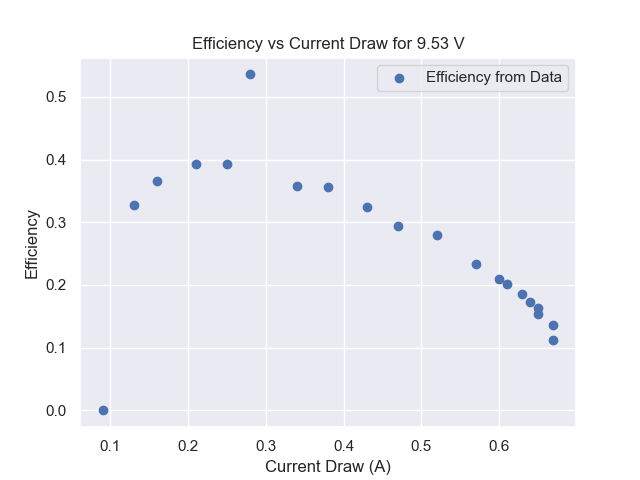 Efficiency vs Current Draw for 9.53 V
Efficiency from Data
Efficiency
0.5
0.4
0.3
0.2
0.1
0.0
0.1 0.2 0.3 0.4 0.5 0.6
Current Draw (A)